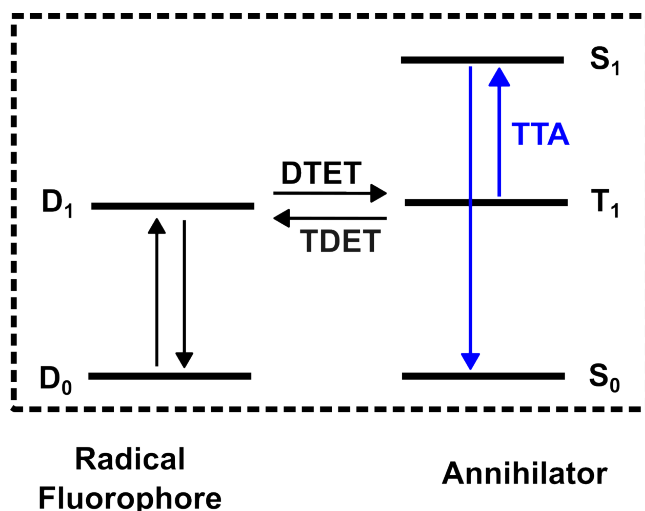 S₁
TTA
DTET
D₁
T₁
TDET
D₀
S₀
Radical
Fluorophore
Annihilator